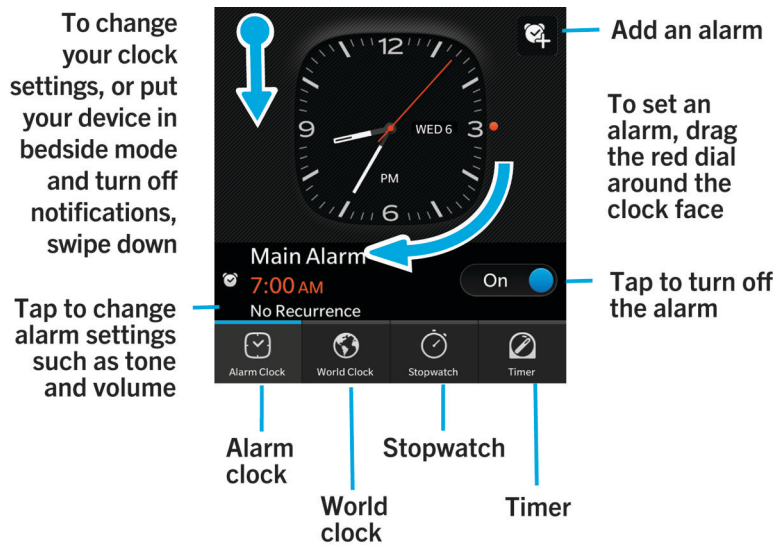 To change
your clock
settings, or put
your device in
bedside mode
and turn off
notifications,
swipe down
Add an alarm
12
9
WED 6
3
PM
6
To set an
alarm, drag
the red dial
around the
clock face
Main Alarm
7:00 AM
No Recurrence
On
Tap to turn off
the alarm
Tap to change
alarm settings
such as tone
and volume
Alarm Clock
World Clock
Stopwatch
Timer
Alarm
clock
World
clock
Stopwatch
Timer